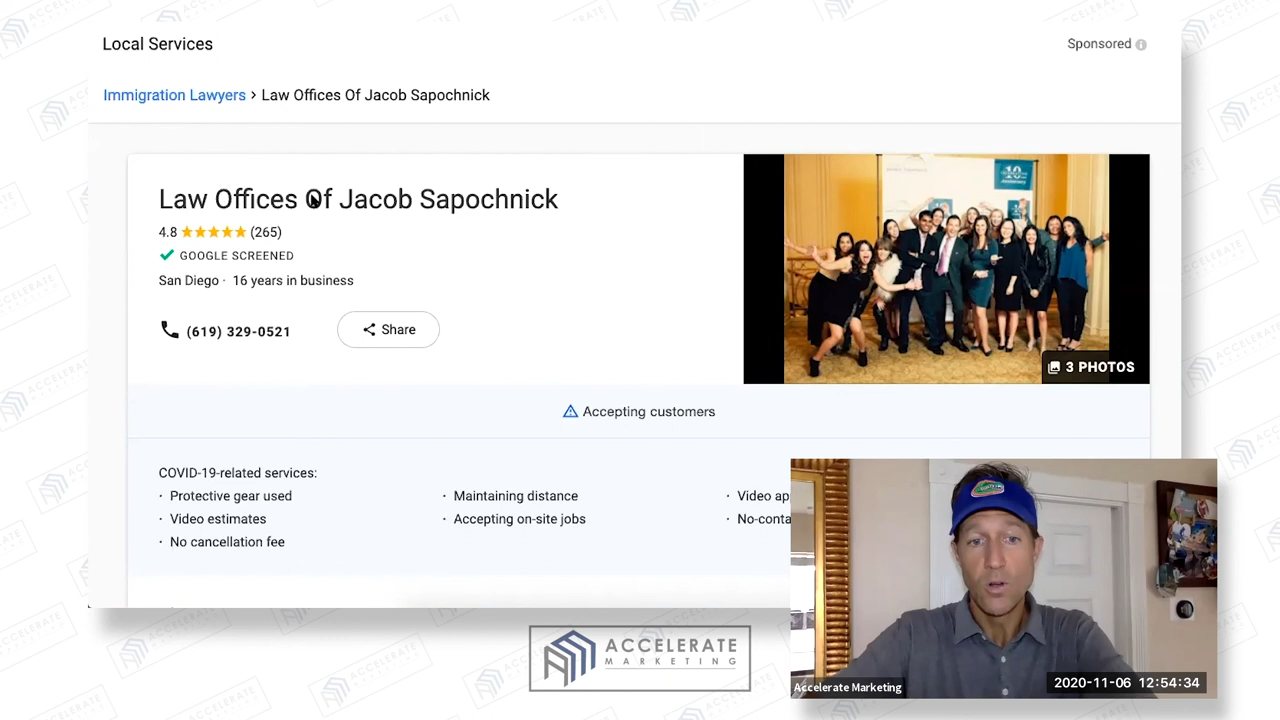 Local Services
Sponsored
Immigration Lawyers > Law Offices Of Jacob Sapochnick
Law Offices Of Jacob Sapochnick
4.8 ★★★★★ (265)
GOOGLE SCREENED
San Diego · 16 years in business
(619) 329-0521
Share
3 PHOTOS
Accepting customers
COVID-19-related services:
· Protective gear used
· Maintaining distance
· Video ap
· Video estimates
· Accepting on-site jobs
· No-conta
· No cancellation fee
ACCELERATE
MARKETING
Accelerate Marketing
2020-11-06 12:54:34